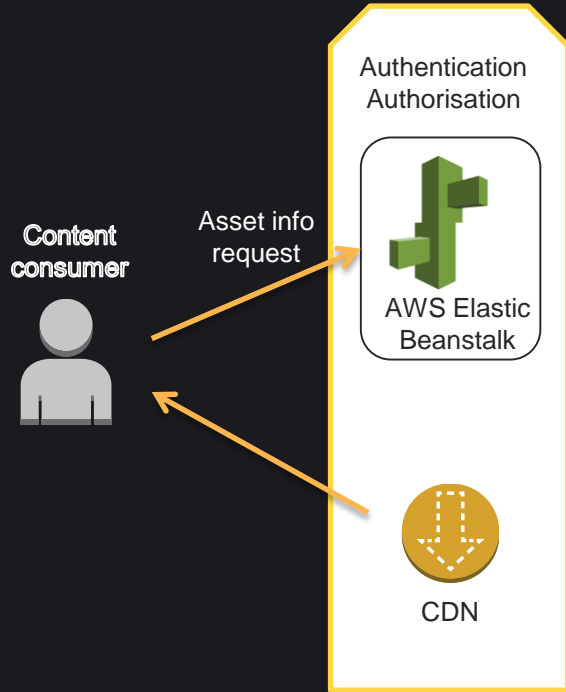 Authentication
Authorisation
Asset info
request
Content
consumer
AWS Elastic
Beanstalk
CDN